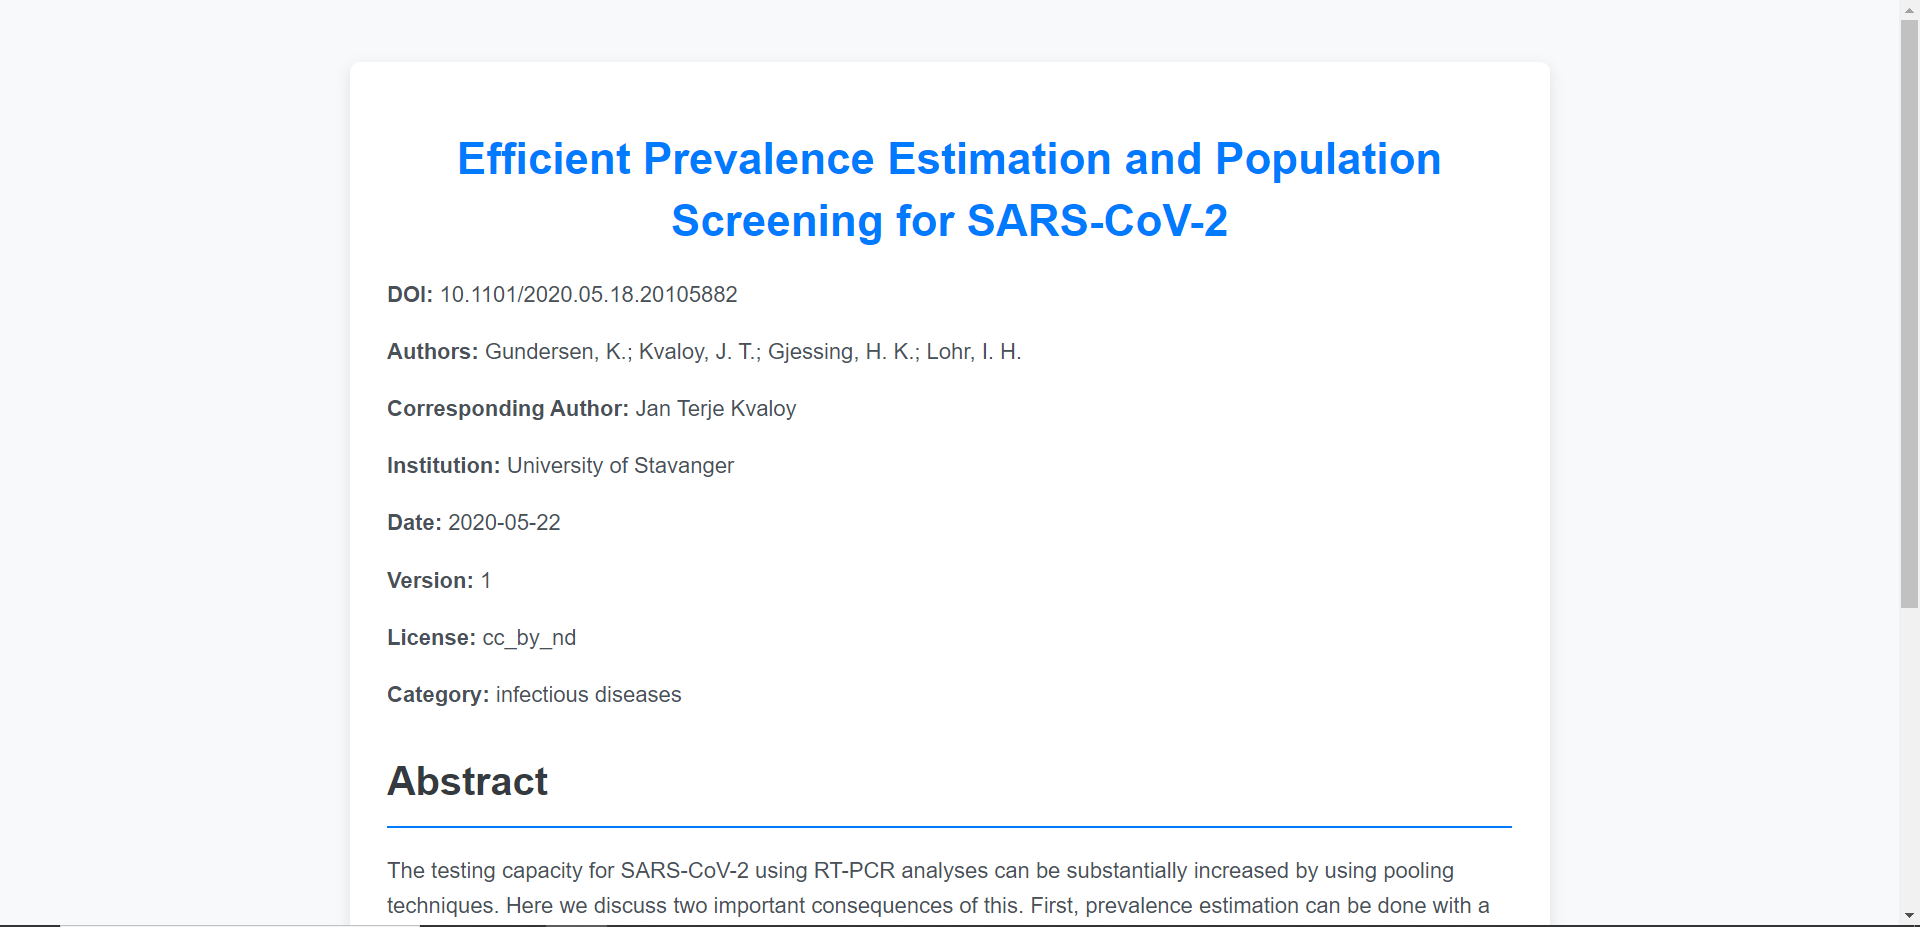 Efficient Prevalence Estimation and Population
Screening for SARS-CoV-2
DOI: 10.1101/2020.05.18.20105882
Authors: Gundersen, K.; Kvaloy, J. T.; Gjessing, H. K.; Lohr, I. H.
Corresponding Author: Jan Terje Kvaloy
Institution: University of Stavanger
Date: 2020-05-22
Version: 1
License: cc_by_nd
Category: infectious diseases
Abstract
The testing capacity for SARS-CoV-2 using RT-PCR analyses can be substantially increased by using pooling
techniques. Here we discuss two important consequences of this. First, prevalence estimation can be done with a